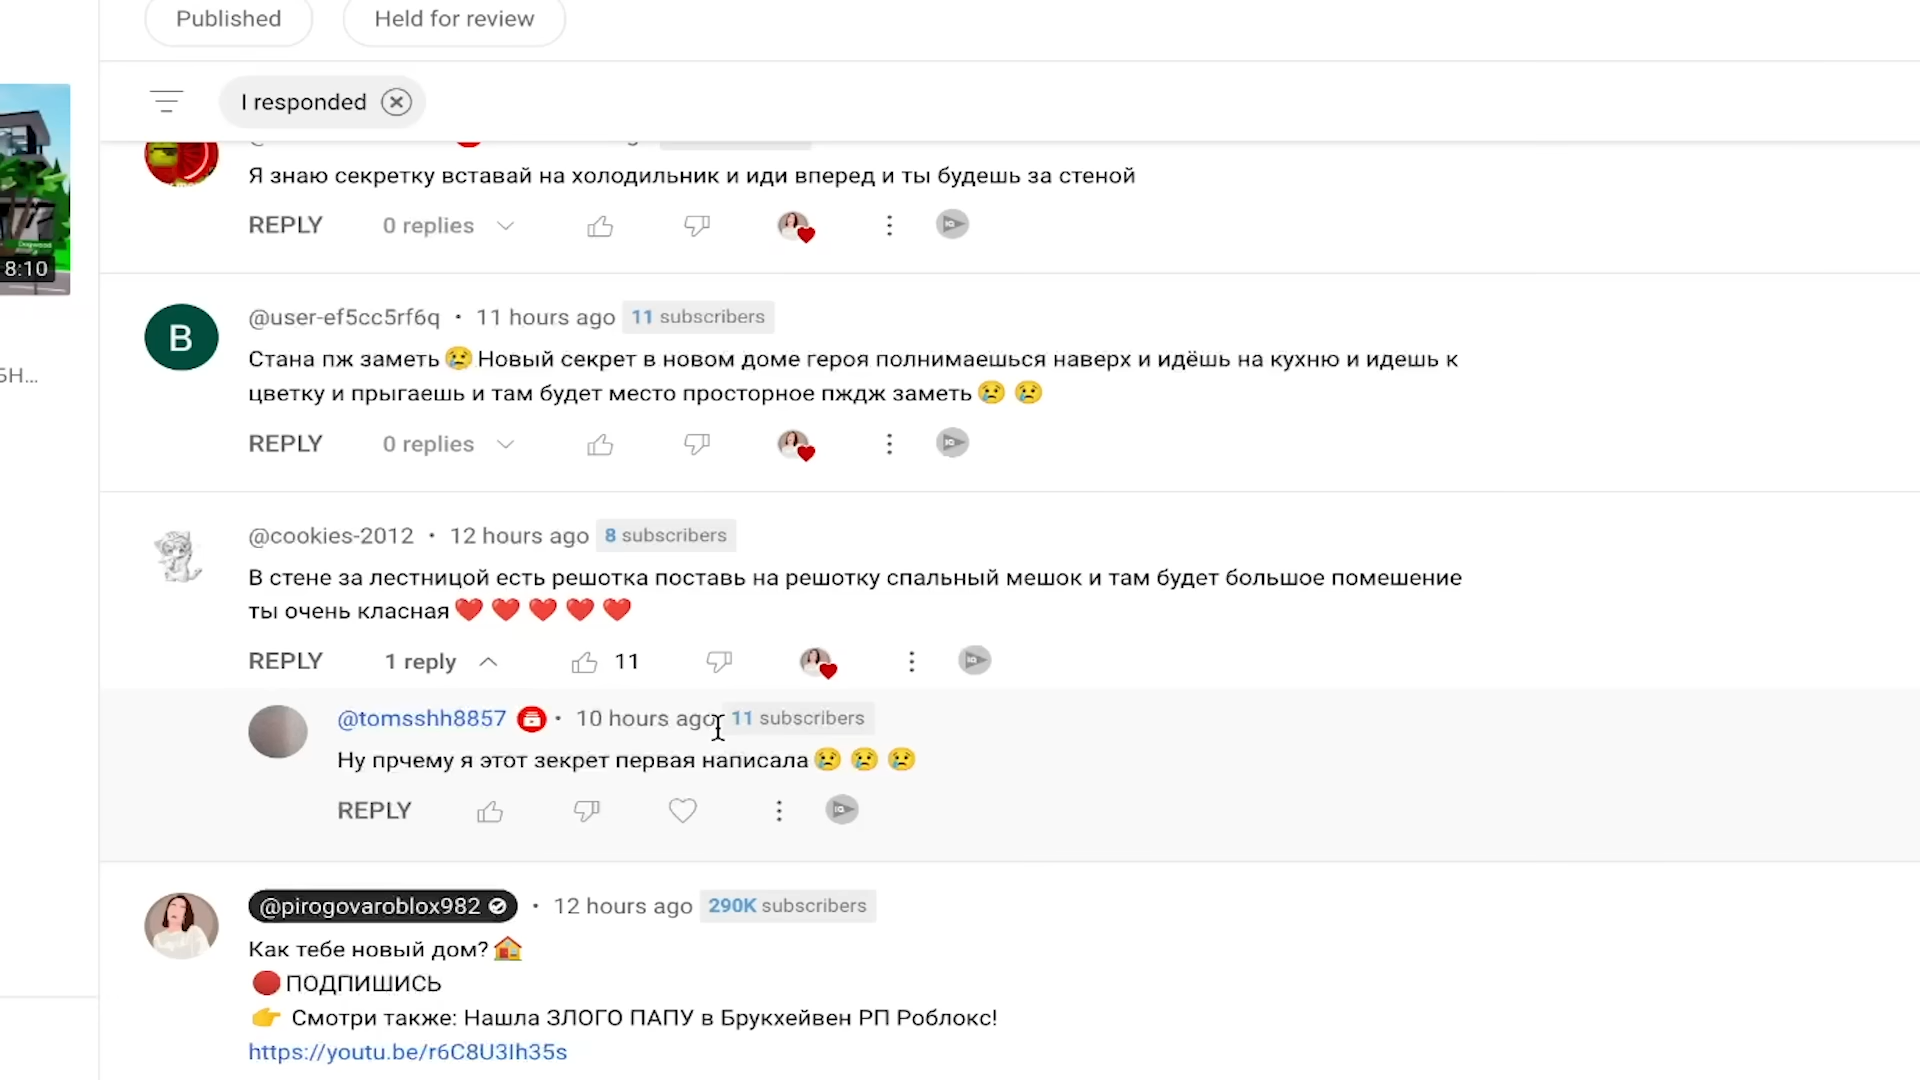 Published
Held for review
I responded
Я знаю секретку вставай на холодильник и иди вперед и ты будешь за стеной
REPLY 0 replies
8:10
@user-ef5cc5rf6q • 11 hours ago 11 subscribers
B
Стана пж заметь 😢 Новый секрет в новом доме героя полнимаешься наверх и идёшь на кухню и идешь к
цветку и прыгаешь и там будет место просторное пждж заметь 😢 😢
БН...
REPLY 0 replies
@cookies-2012 • 12 hours ago 8 subscribers
В стене за лестницой есть решотка поставь на решотку спальный мешок и там будет большое помешение
ты очень класная ❤️ ❤️ ❤️ ❤️ ❤️
REPLY 1 reply 11
@tomsshh8857 • 10 hours ago 11 subscribers
Ну прчему я этот зекрет первая написала 😢 😢 😢
REPLY
@pirogovaroblox982 • 12 hours ago 290K subscribers
Как тебе новый дом? 🏠
🔴 ПОДПИШИСЬ
👉 Смотри также: Нашла ЗЛОГО ПАПУ в Брукхейвен РП Роблокс!
https://youtu.be/r6C8U3Ih35s